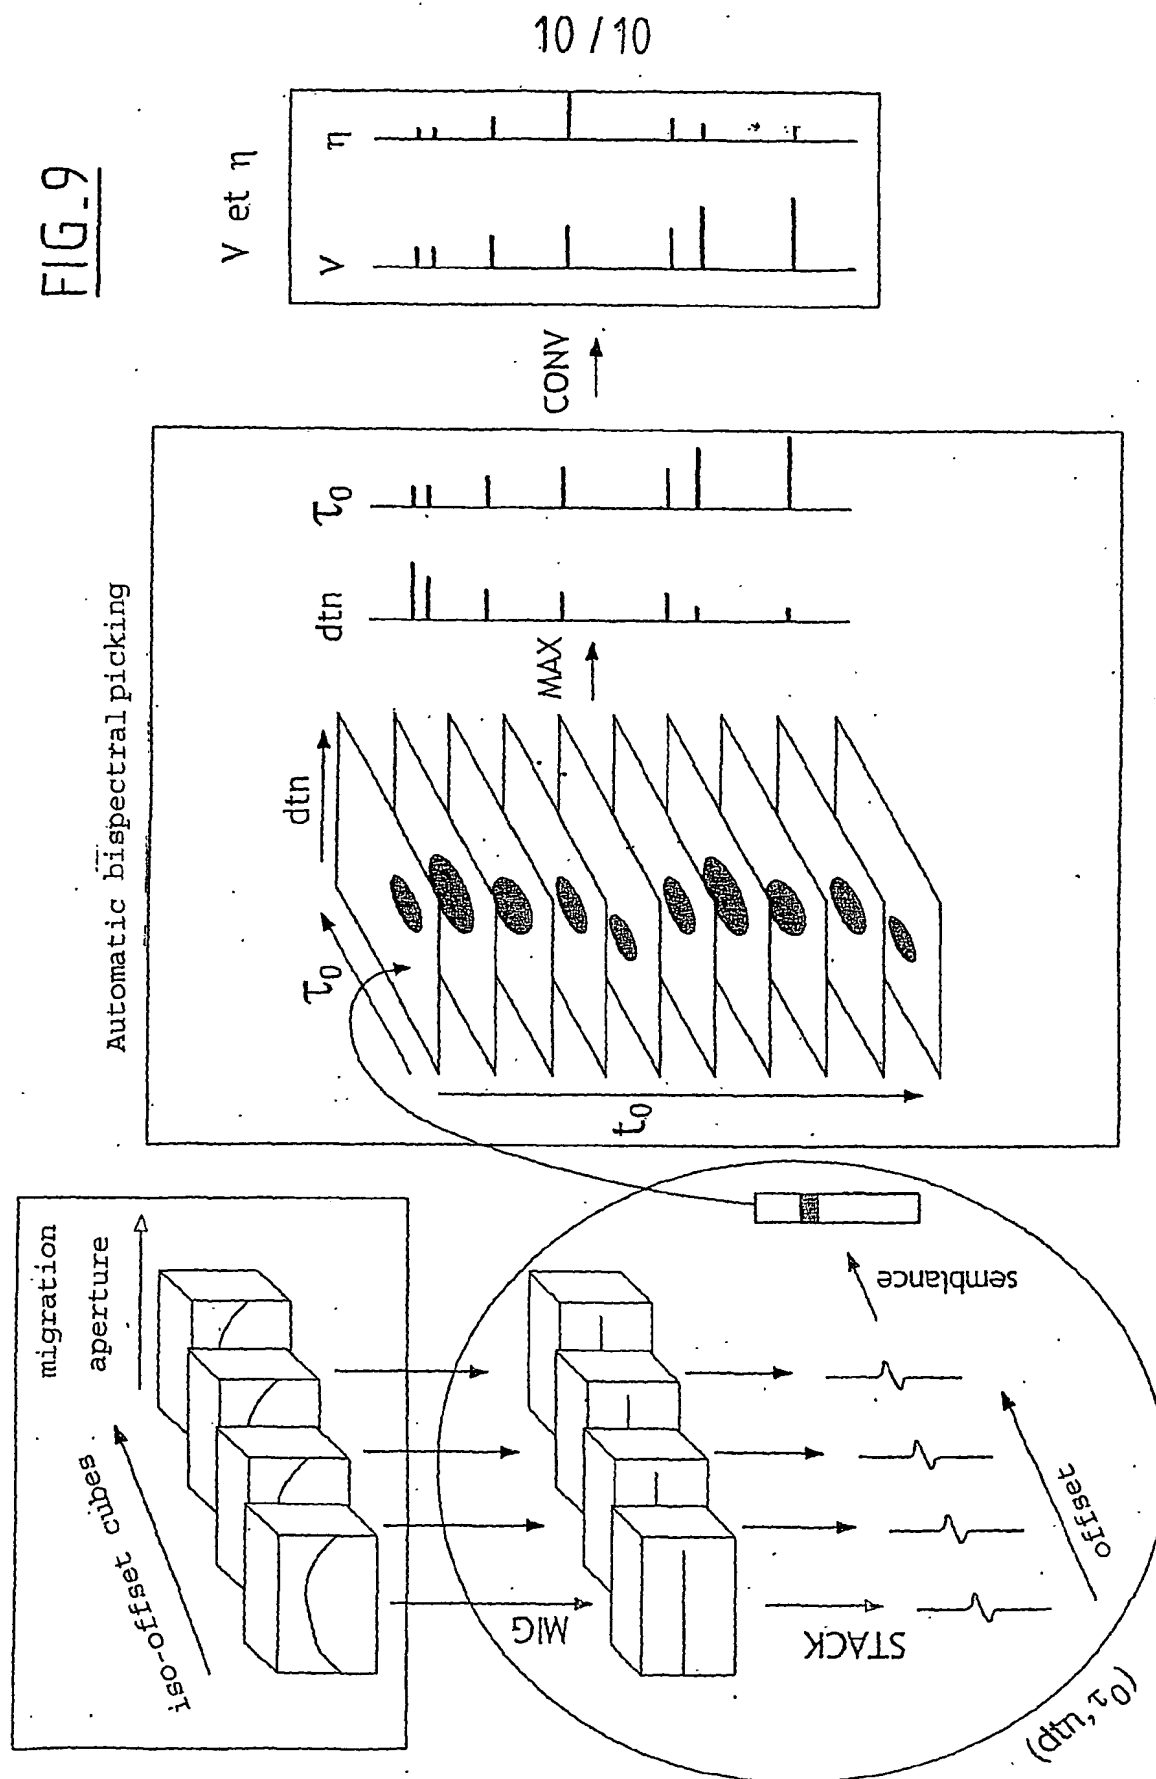 10 / 10
FIG_9
migration
aperture
iso-offset cubes
MIG
STACK
semblance
offset
(dtn, τ0)
Automatic bispectral picking
τ0
dtn
t0
MAX
dtn
τ0
CONV
V et η
V
η